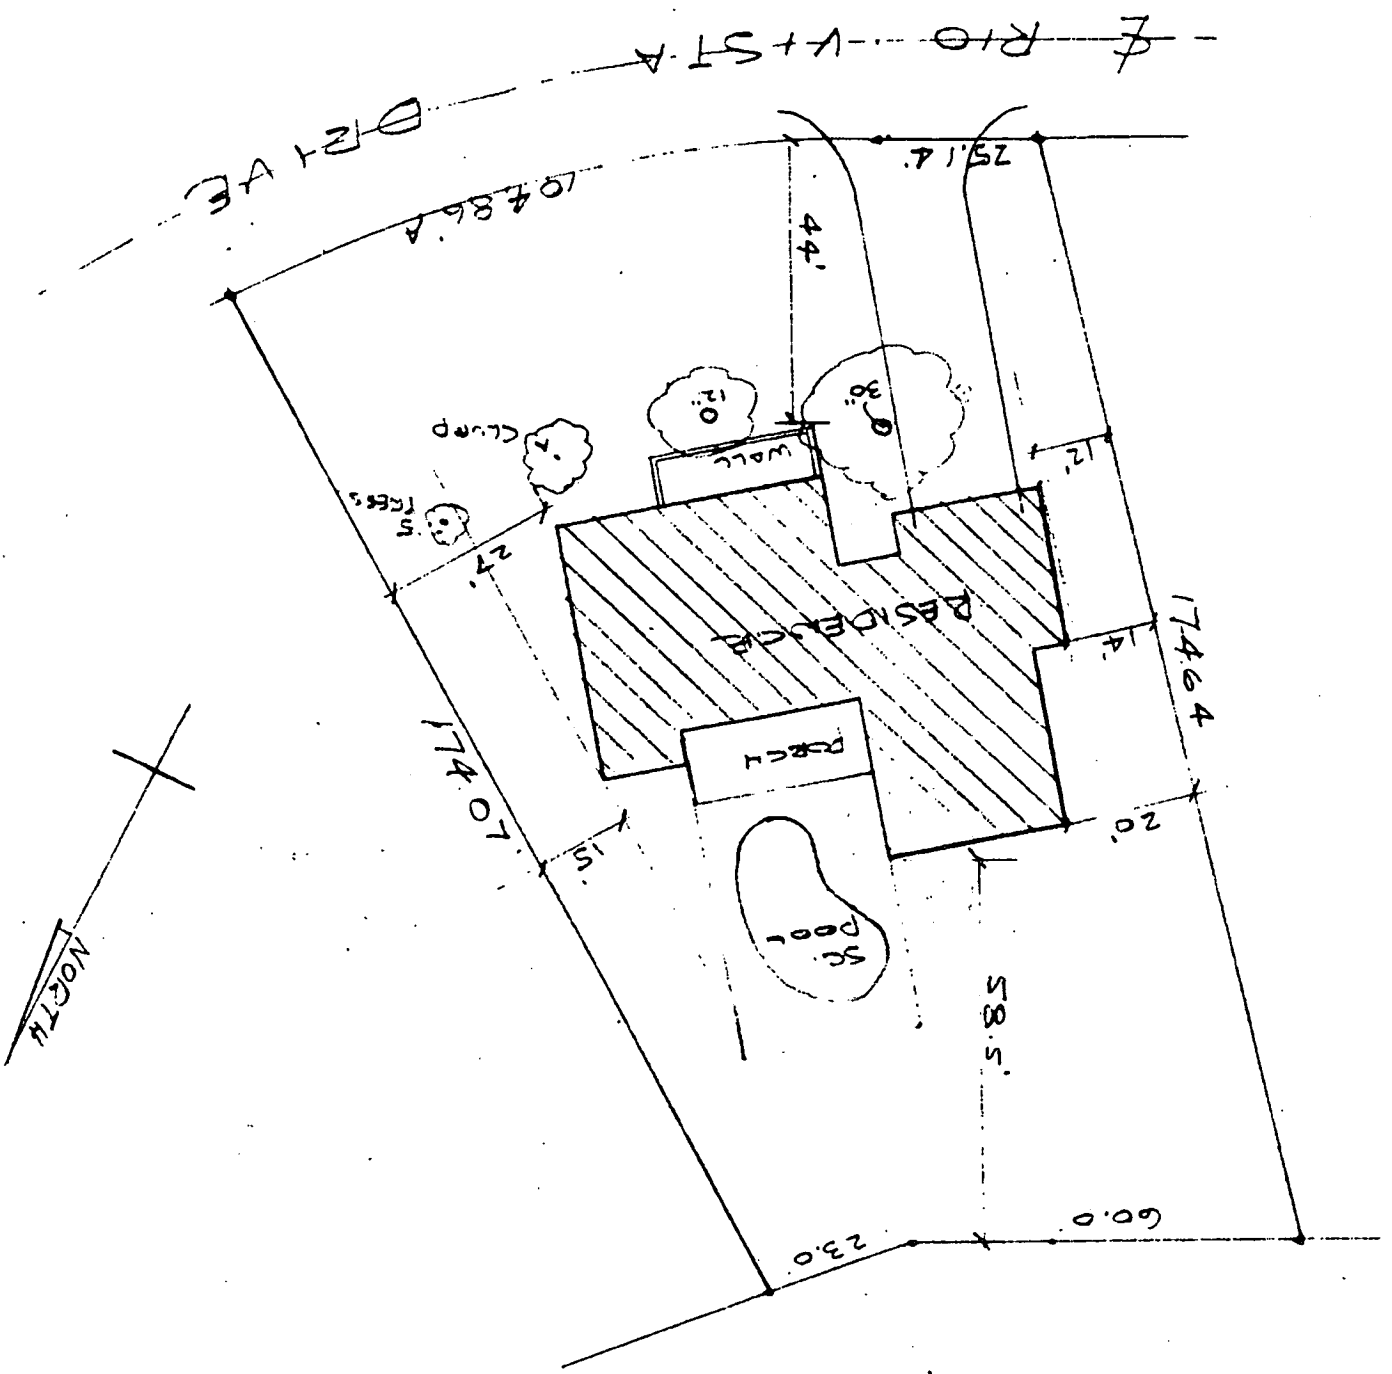 ℄ RIO VISTA DRIVE
25.14'
104.86' A
44'
30"
12"
CLUMP
5 TREES
WALL
12'
27'
RESIDENCE
14'
174.64
PORCH
174.07
20'
15'
SC.
POOL
NORTH
58.5'
60.0
23.0